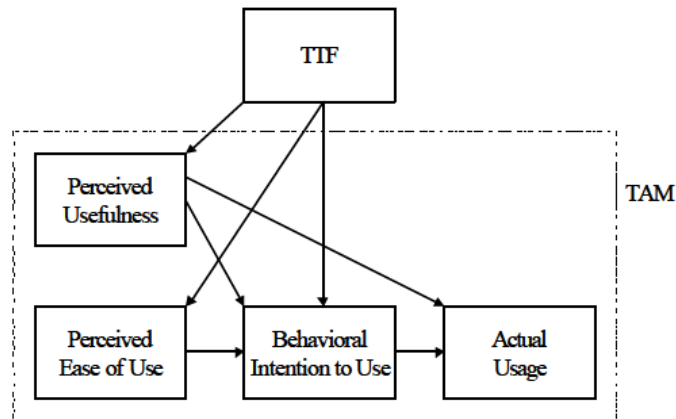 TTF
Perceived
Usefulness
TAM
Perceived
Ease of Use
Behavioral
Intention to Use
Actual
Usage